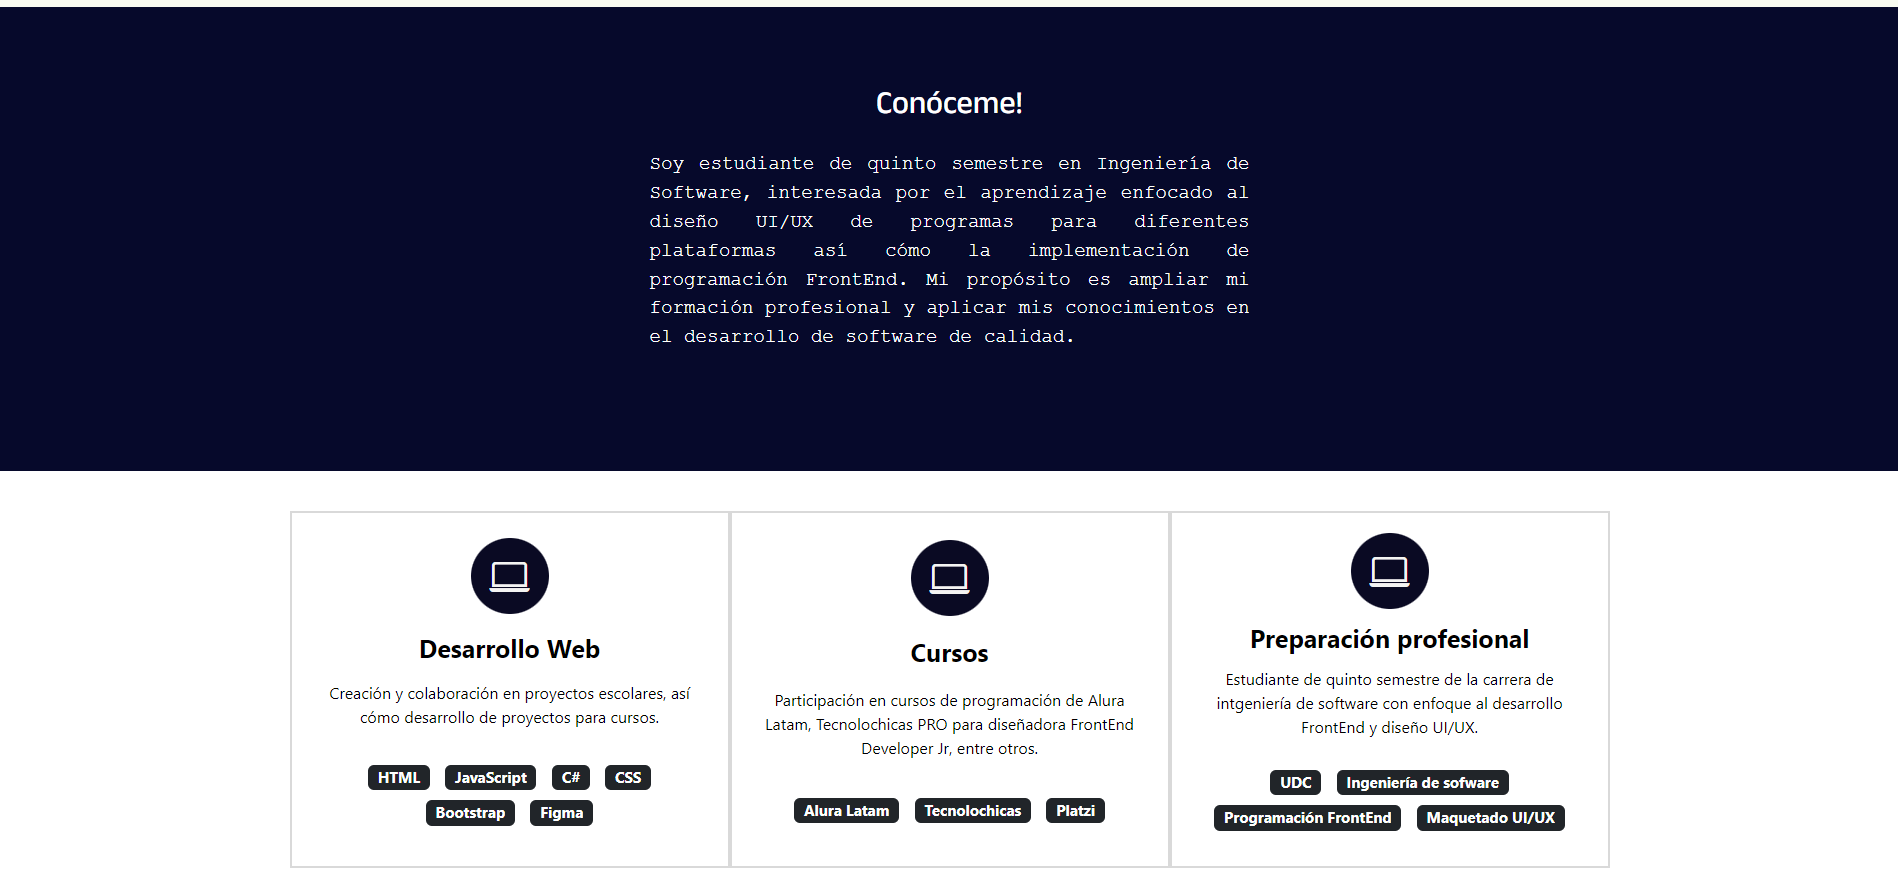 Conóceme!
Soy estudiante de quinto semestre en Ingeniería de
Software, interesada por el aprendizaje enfocado al
diseño UI/UX de programas para diferentes
plataformas así cómo la implementación de
programación FrontEnd. Mi propósito es ampliar mi
formación profesional y aplicar mis conocimientos en
el desarrollo de software de calidad.
Desarrollo Web
Creación y colaboración en proyectos escolares, así
cómo desarrollo de proyectos para cursos.
HTML JavaScript C# CSS
Bootstrap Figma
Cursos
Participación en cursos de programación de Alura
Latam, Tecnolochicas PRO para diseñadora FrontEnd
Developer Jr, entre otros.
Alura Latam Tecnolochicas Platzi
Preparación profesional
Estudiante de quinto semestre de la carrera de
intgeniería de software con enfoque al desarrollo
FrontEnd y diseño UI/UX.
UDC Ingeniería de sofware
Programación FrontEnd Maquetado UI/UX